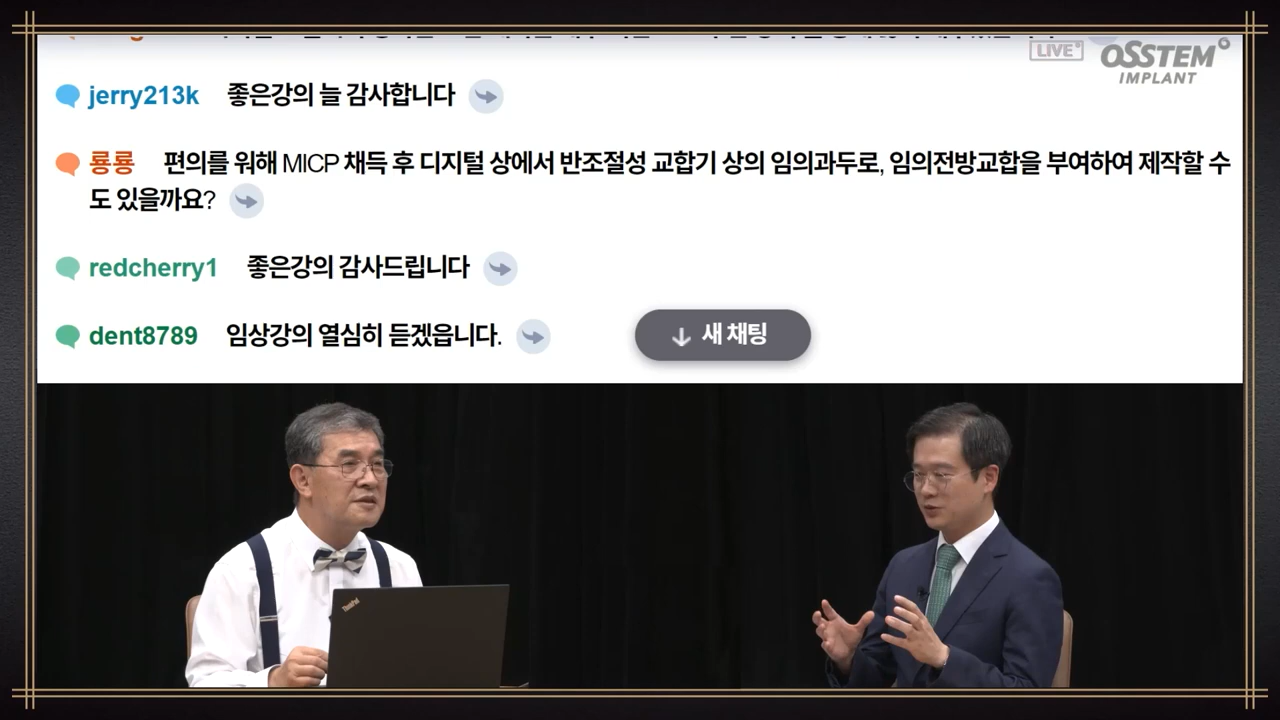 LIVE
OSSTEM
IMPLANT
jerry213k 좋은강의 늘 감사합니다
룡룡 편의를 워해 MICP 채득 후 디지털 상에서 반조절성 교합기 상의 임의과두로, 임의전방교합을 부여하여 제작할 수
도 있을까요?
redcherry1 좋은강의 감사드립니다
dent8789 임상강의 열심히 듣겠읍니다.
새 채팅
ThinkPad